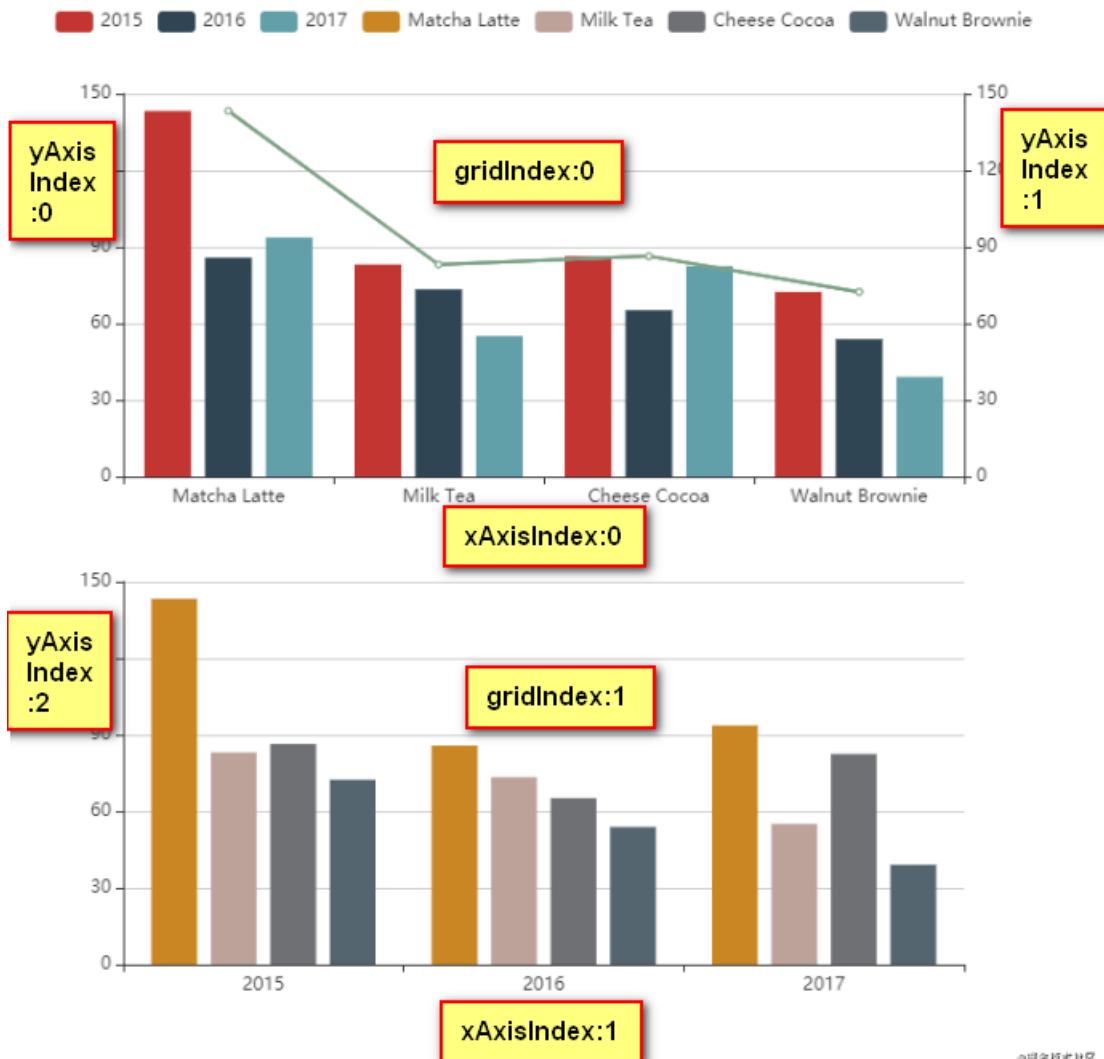 2015 2016 2017 Matcha Latte Milk Tea Cheese Cocoa Walnut Brownie
150 150
yAxis
Index
:0
gridIndex:0
120
yAxis
Index
:1
90 90
60 60
30 30
0 0
Matcha Latte Milk Tea Cheese Cocoa Walnut Brownie
xAxisIndex:0
150
yAxis
Index
:2
gridIndex:1
90
60
30
0
2015 2016 2017
xAxisIndex:1